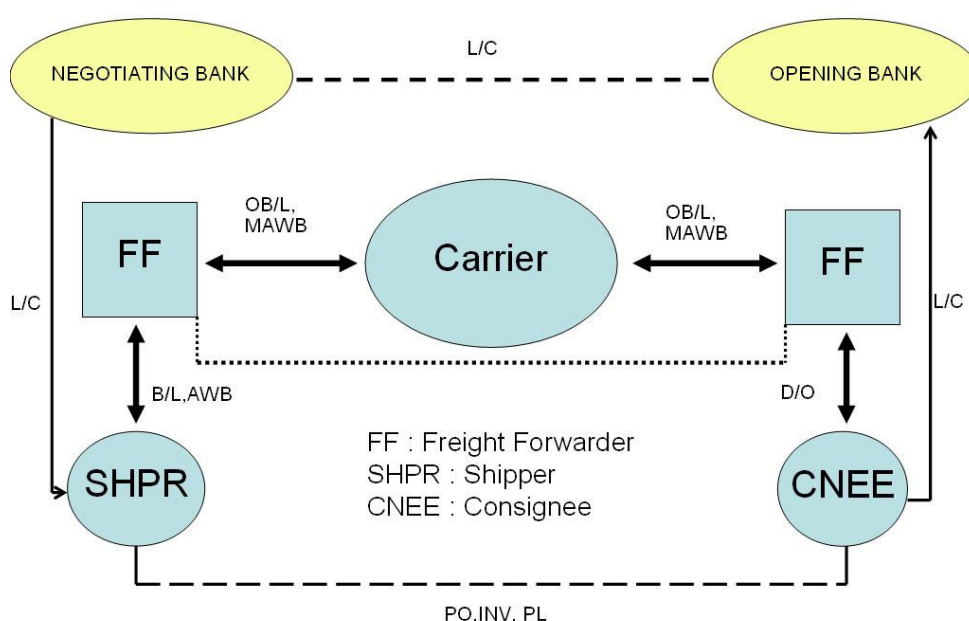 L/C
NEGOTIATING BANK
OPENING BANK
OB/L,
MAWB
OB/L,
MAWB
FF
Carrier
FF
L/C
L/C
B/L,AWB
D/O
FF : Freight Forwarder
SHPR : Shipper
CNEE : Consignee
SHPR
CNEE
PO.INV. PL